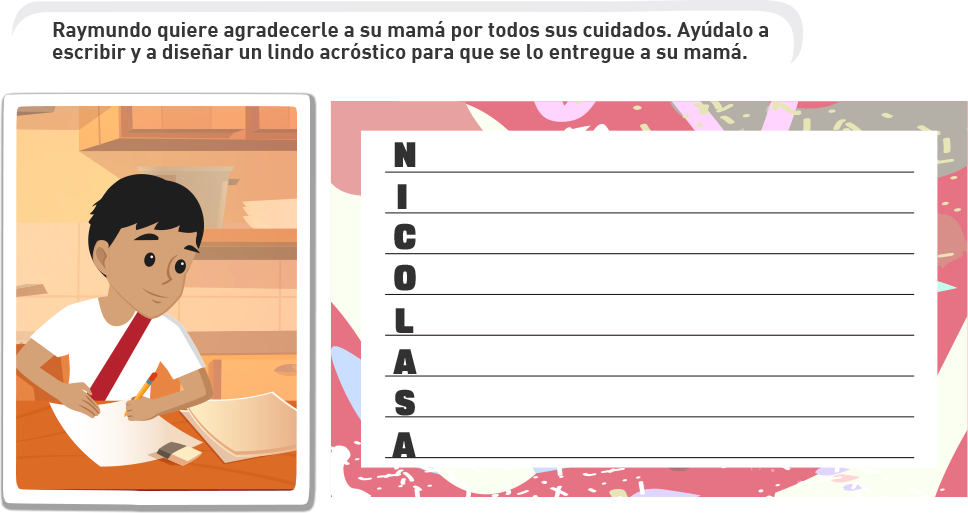 Raymundo quiere agradecerle a su mamá por todos sus cuidados. Ayúdalo a
escribir y a diseñar un lindo acróstico para que se lo entregue a su mamá.
N
I
C
O
L
A
S
A